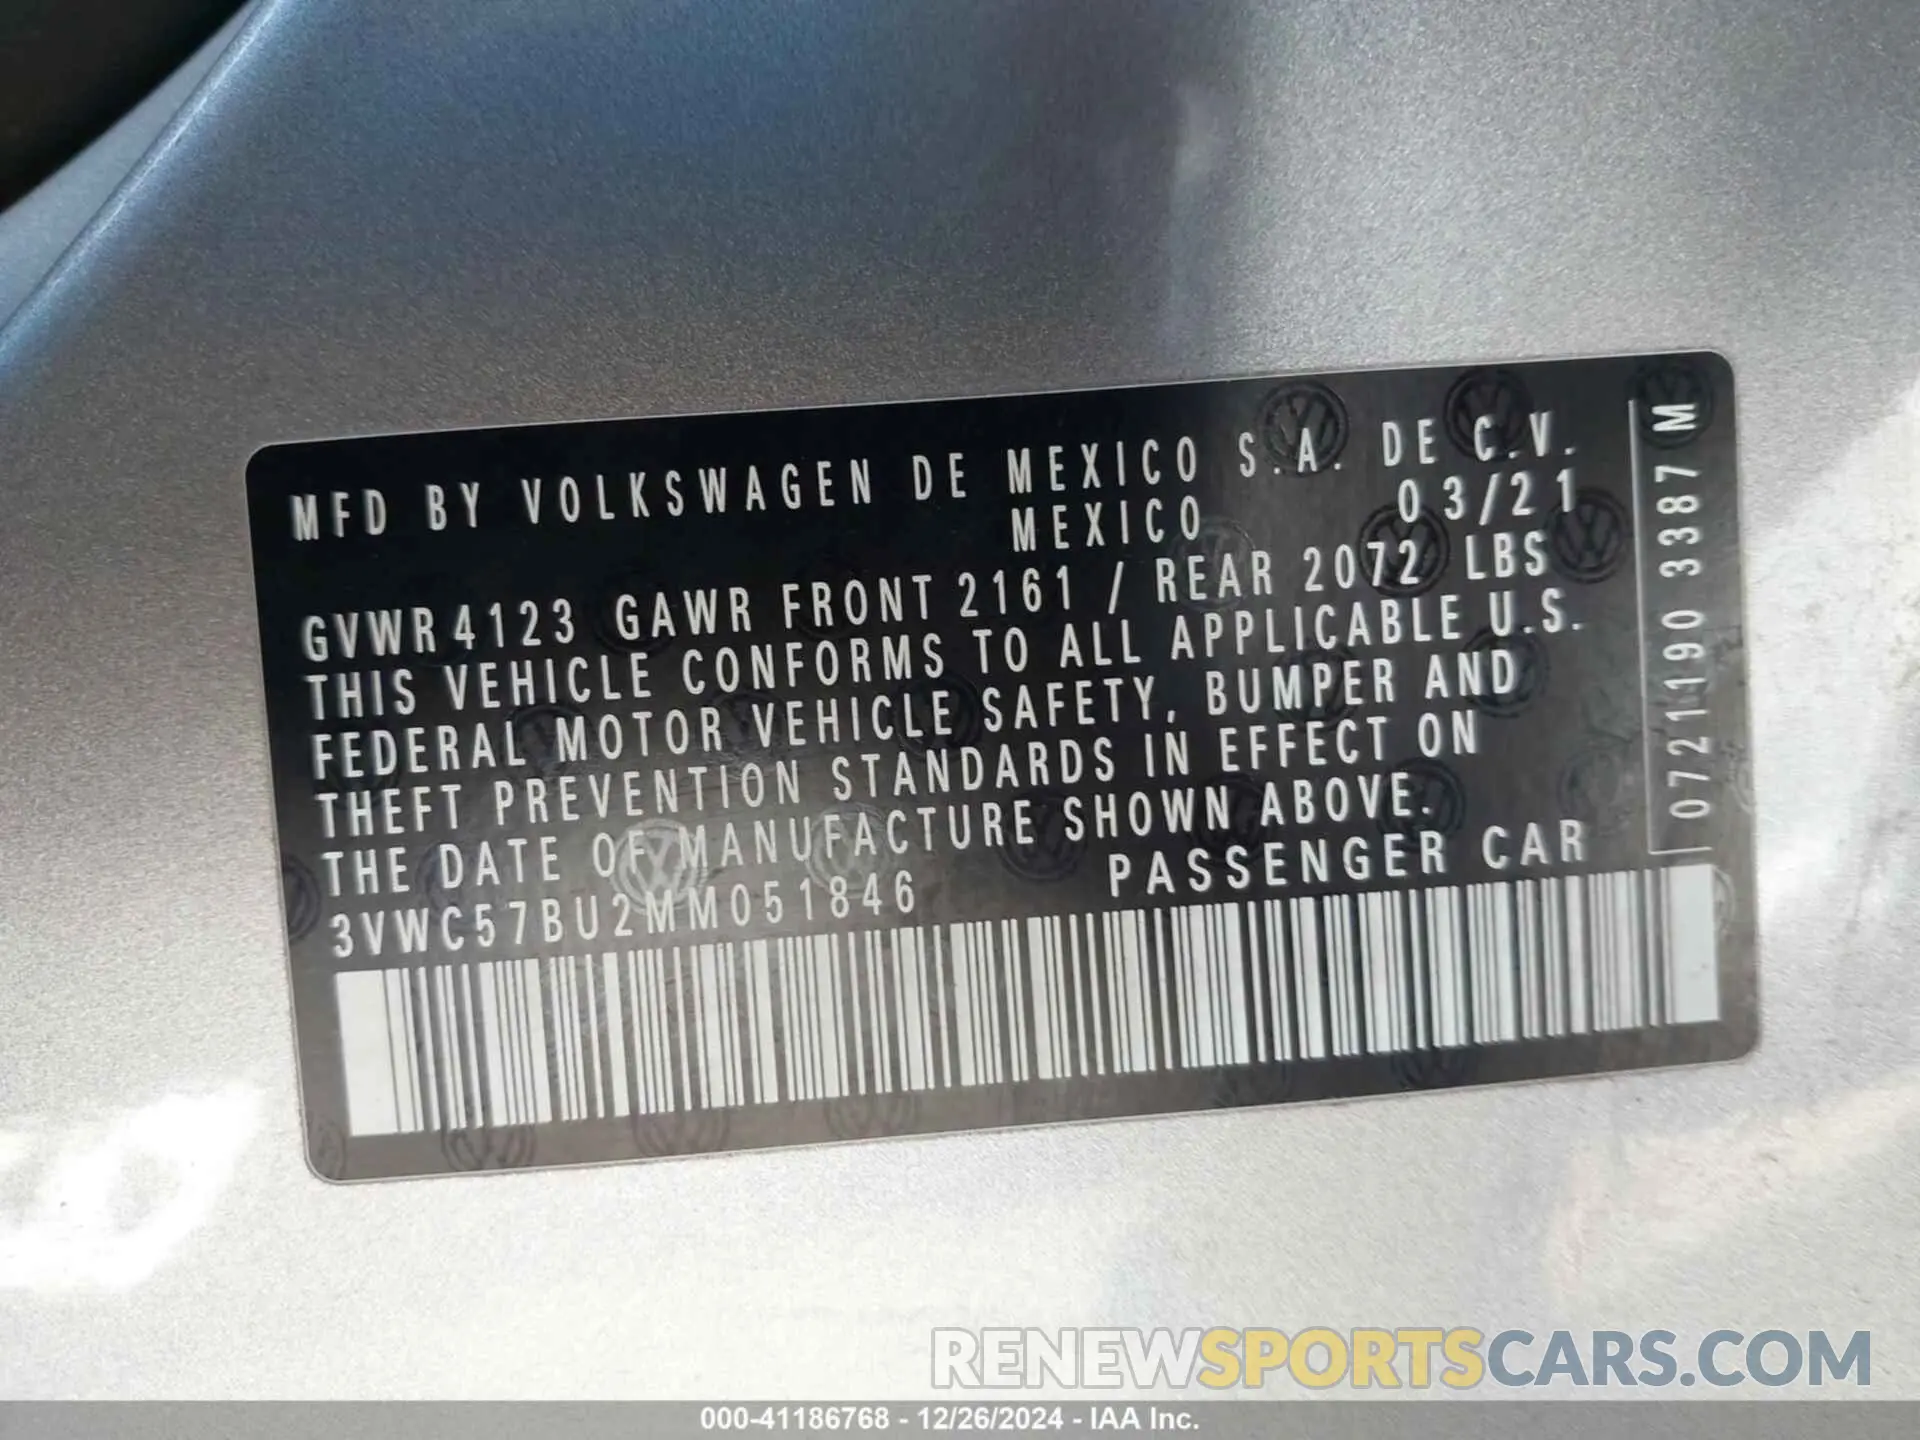 MFD BY VOLKSWAGEN DE MEXICO S.A. DE C.V.
MEXICO 03/21
GVWR 4123 GAWR FRONT 2161 / REAR 2072 LBS
THIS VEHICLE CONFORMS TO ALL APPLICABLE U.S.
FEDERAL MOTOR VEHICLE SAFETY, BUMPER AND
THEFT PREVENTION STANDARDS IN EFFECT ON
THE DATE OF MANUFACTURE SHOWN ABOVE.
3VWC57BU2MM051846 PASSENGER CAR
07211190 3387 M
RENEWSPORTSCARS.COM
000-41186768 - 12/26/2024 - IAA Inc.